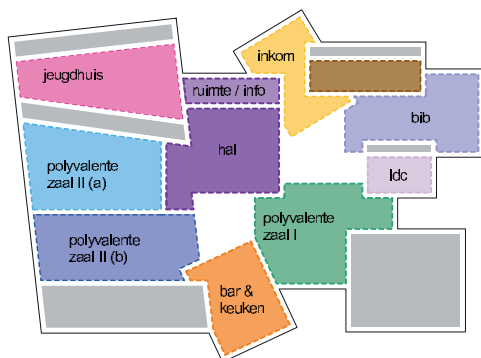 inkom
jeugdhuis
ruimte / info
bib
hal
polyvalente
zaal II (a)
ldc
polyvalente
zaal I
polyvalente
zaal II (b)
bar &
keuken